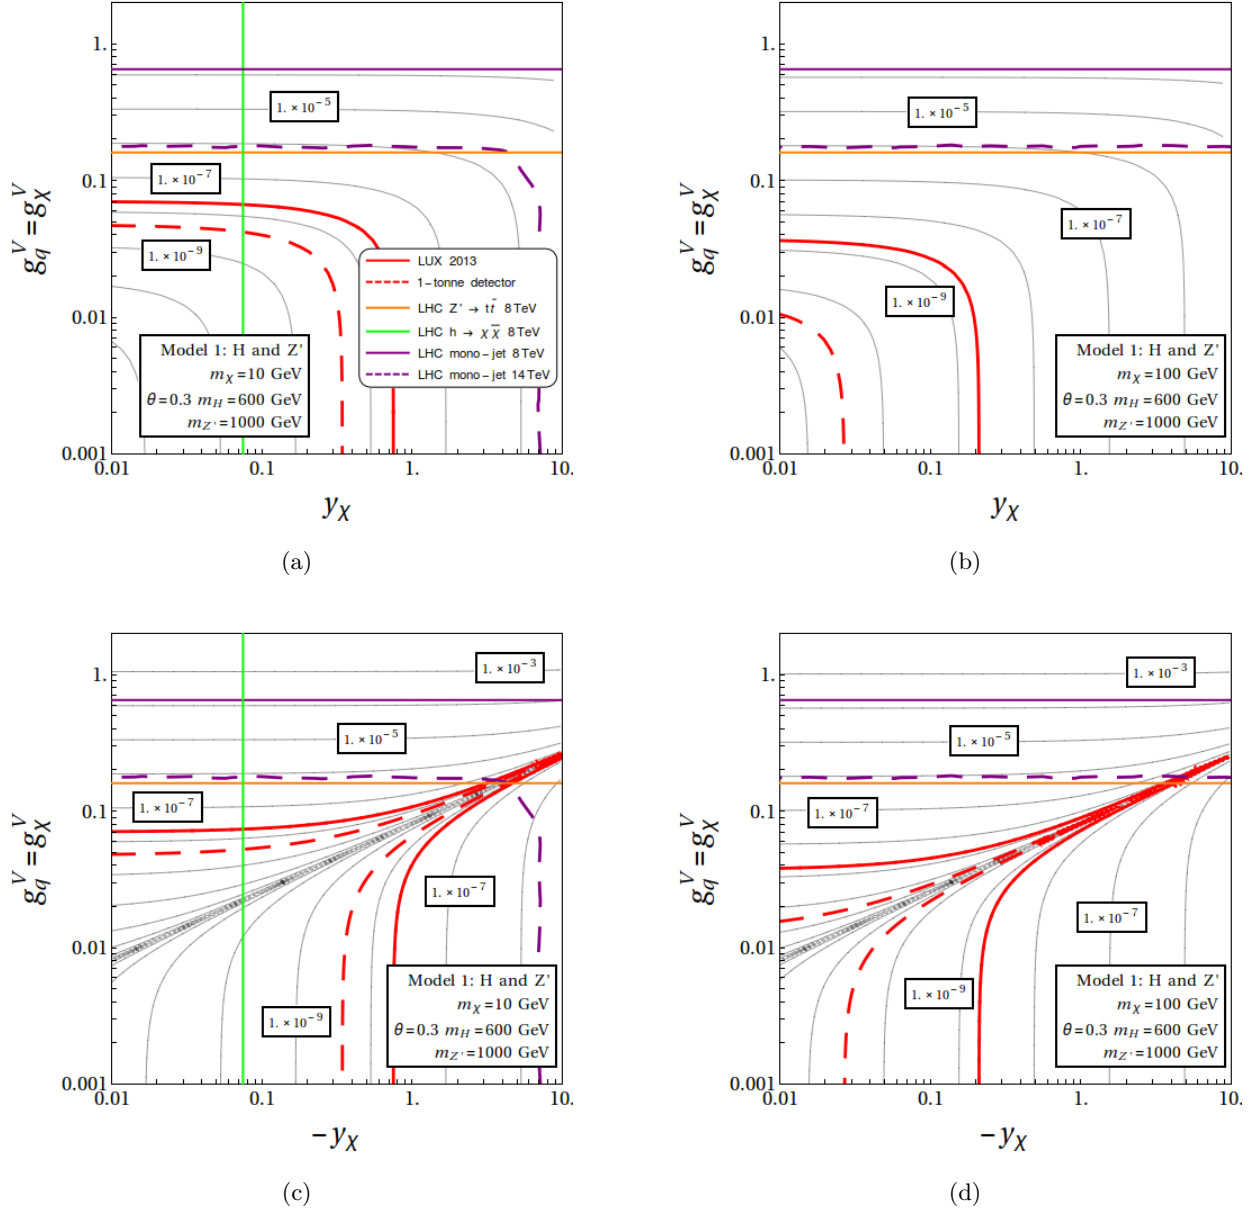 1.
0.1
0.01
0.001
g_q^V = g_χ^V
1. × 10^-5
1. × 10^-7
1. × 10^-9
LUX 2013
1-tonne detector
LHC Z' → t t̄ 8 TeV
LHC h → χ χ̄ 8 TeV
LHC mono-jet 8 TeV
LHC mono-jet 14 TeV
Model 1: H and Z'
m_χ=10 GeV
θ=0.3 m_H=600 GeV
m_Z'=1000 GeV
0.01 0.1 1. 10.
y_χ
(a)
1.
0.1
0.01
0.001
g_q^V = g_χ^V
1. × 10^-5
1. × 10^-7
1. × 10^-9
Model 1: H and Z'
m_χ=100 GeV
θ=0.3 m_H=600 GeV
m_Z'=1000 GeV
0.01 0.1 1. 10.
y_χ
(b)
1.
0.1
0.01
0.001
g_q^V = g_χ^V
1. × 10^-3
1. × 10^-5
1. × 10^-7
1. × 10^-7
1. × 10^-9
Model 1: H and Z'
m_χ=10 GeV
θ=0.3 m_H=600 GeV
m_Z'=1000 GeV
0.01 0.1 1. 10.
-y_χ
(c)
1.
0.1
0.01
0.001
g_q^V = g_χ^V
1. × 10^-3
1. × 10^-5
1. × 10^-7
1. × 10^-7
1. × 10^-9
Model 1: H and Z'
m_χ=100 GeV
θ=0.3 m_H=600 GeV
m_Z'=1000 GeV
0.01 0.1 1. 10.
-y_χ
(d)